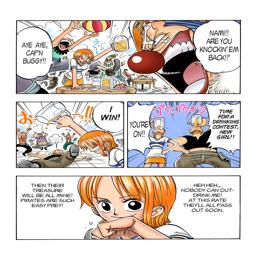 NAMI!!
ARE YOU
KNOCKIN' EM
BACK!?
AYE AYE,
CAP'N
BUGGY!!
TIME
FOR A
DRINKING
CONTEST,
NEW
GIRL!!
YOU'RE
ON!!
I
WIN!
HEH HEH...
NOBODY CAN OUT-
DRINK ME!
AT THIS RATE
THEY'LL ALL PASS
OUT SOON.
THEN THEIR
TREASURE
WILL BE ALL MINE!
PIRATES ARE SUCH
EASY PREY!